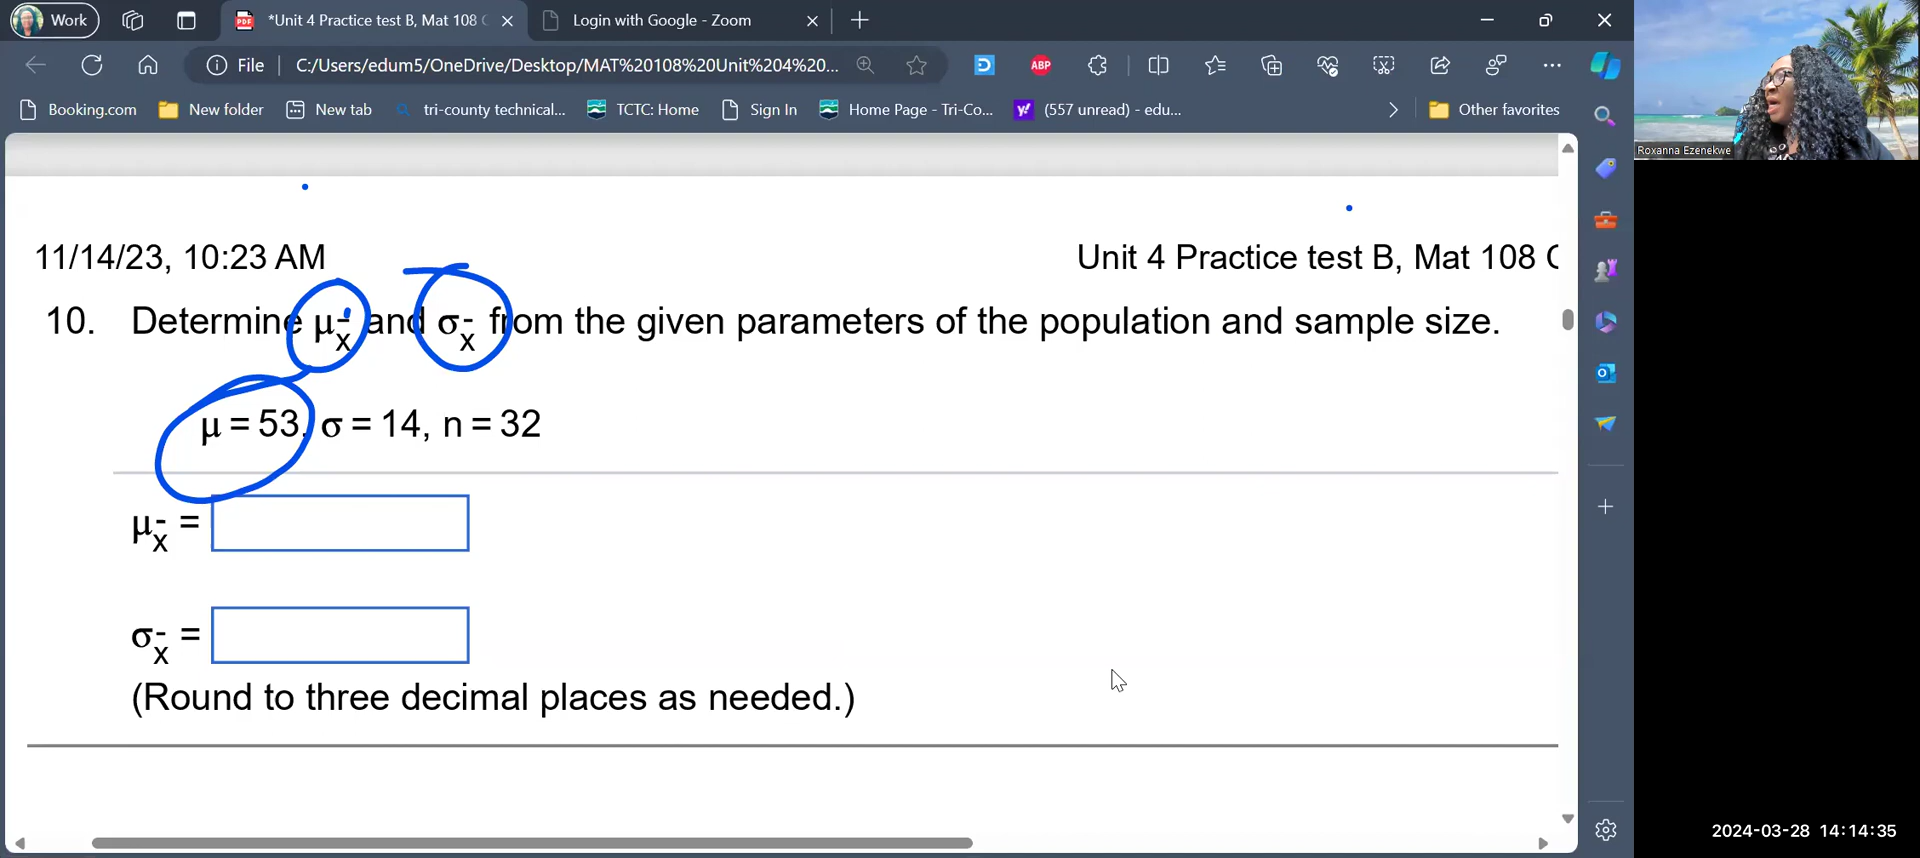 Work
*Unit 4 Practice test B, Mat 108 C
Login with Google - Zoom
File
C:/Users/edum5/OneDrive/Desktop/MAT%20108%20Unit%204%20...
ABP
Booking.com
New folder
New tab
tri-county technical...
TCTC: Home
Sign In
Home Page - Tri-Co...
(557 unread) - edu...
Other favorites
Roxanna Ezenekwe
11/14/23, 10:23 AM
Unit 4 Practice test B, Mat 108 C
10. Determine μx̄ and σx̄ from the given parameters of the population and sample size.
μ = 53, σ = 14, n = 32
μx̄ =
σx̄ =
(Round to three decimal places as needed.)
2024-03-28 14:14:35